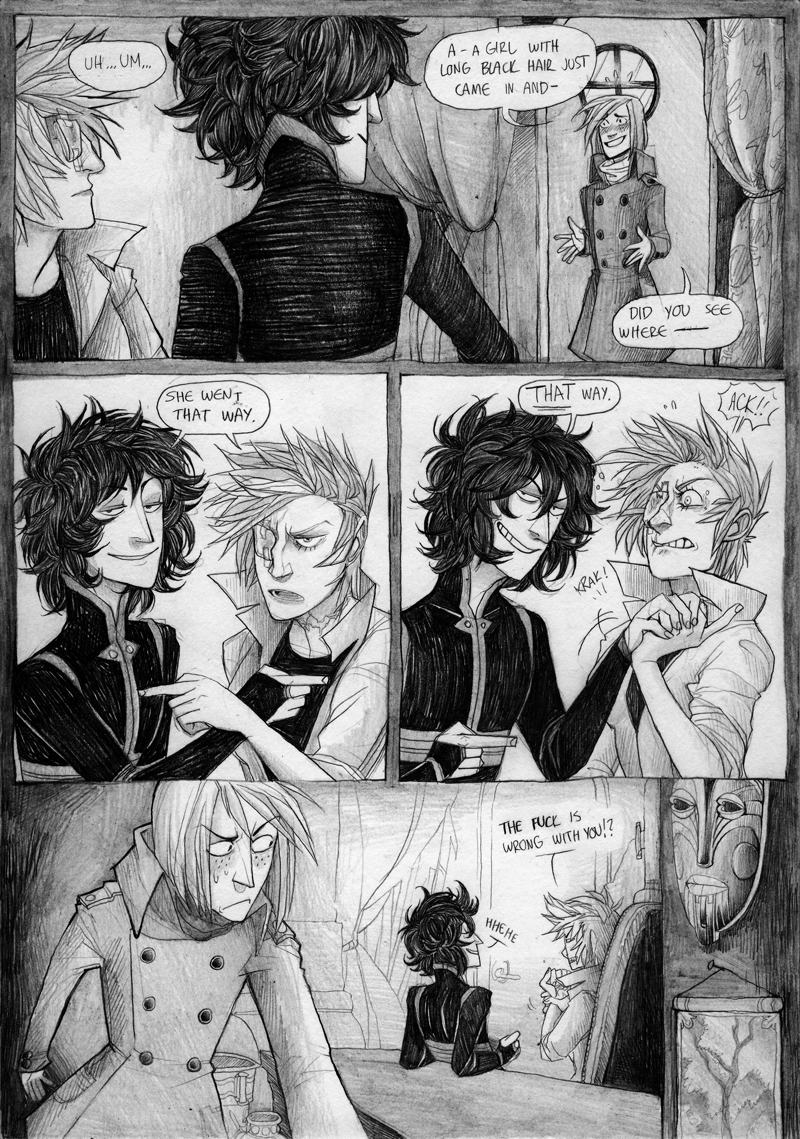 UH...UM...
A-A GIRL WITH
LONG BLACK HAIR JUST
CAME IN AND-
DID YOU SEE
WHERE —
SHE WENT
THAT WAY.
THAT WAY.
ACK!!
KRAK!!
THE FUCK IS
WRONG WITH YOU!?
HHEHE